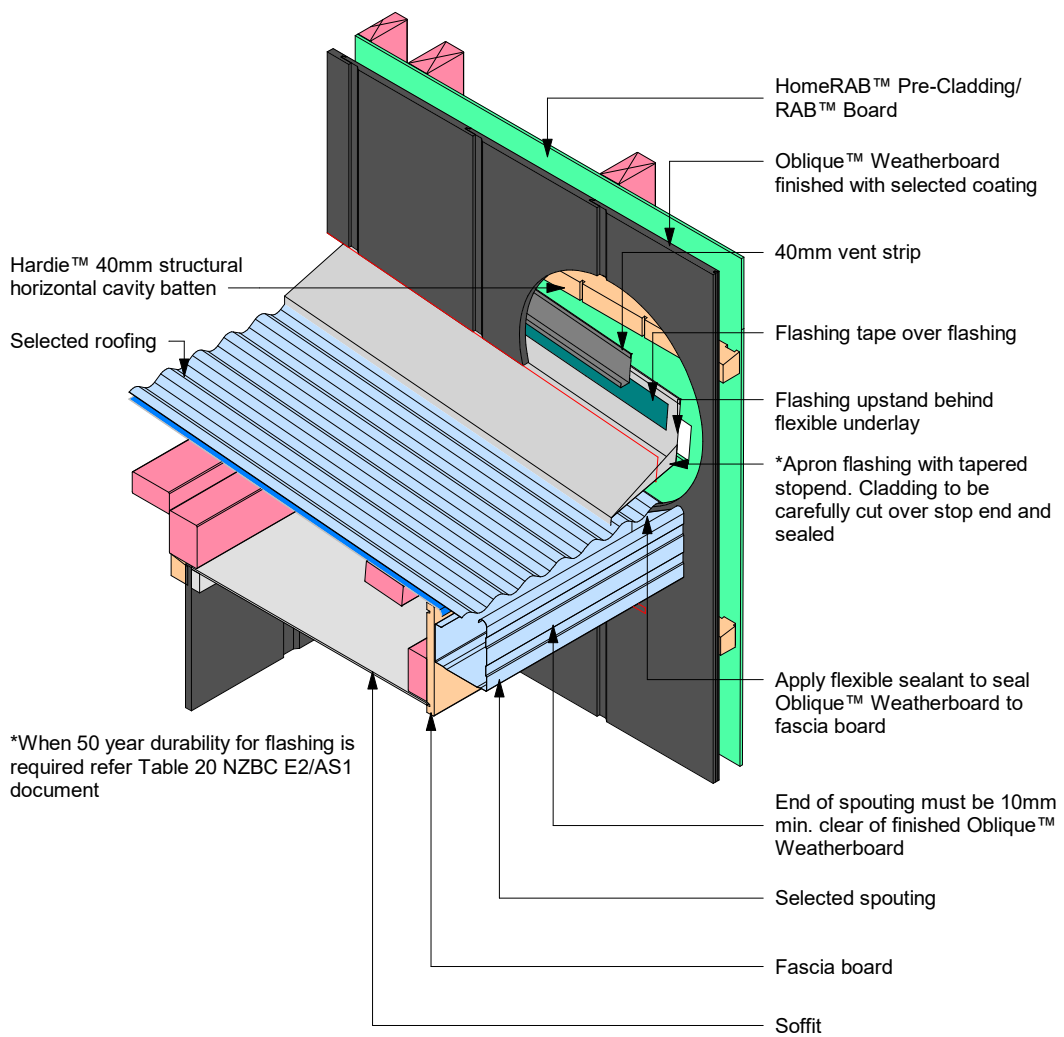 HomeRAB™ Pre-Cladding/
RAB™ Board
Oblique™ Weatherboard
finished with selected coating
40mm vent strip
Hardie™ 40mm structural
horizontal cavity batten
Selected roofing
Flashing tape over flashing
Flashing upstand behind
flexible underlay
*Apron flashing with tapered
stopend. Cladding to be
carefully cut over stop end and
sealed
Apply flexible sealant to seal
Oblique™ Weatherboard to
fascia board
*When 50 year durability for flashing is
required refer Table 20 NZBC E2/AS1
document
End of spouting must be 10mm
min. clear of finished Oblique™
Weatherboard
Selected spouting
Fascia board
Soffit